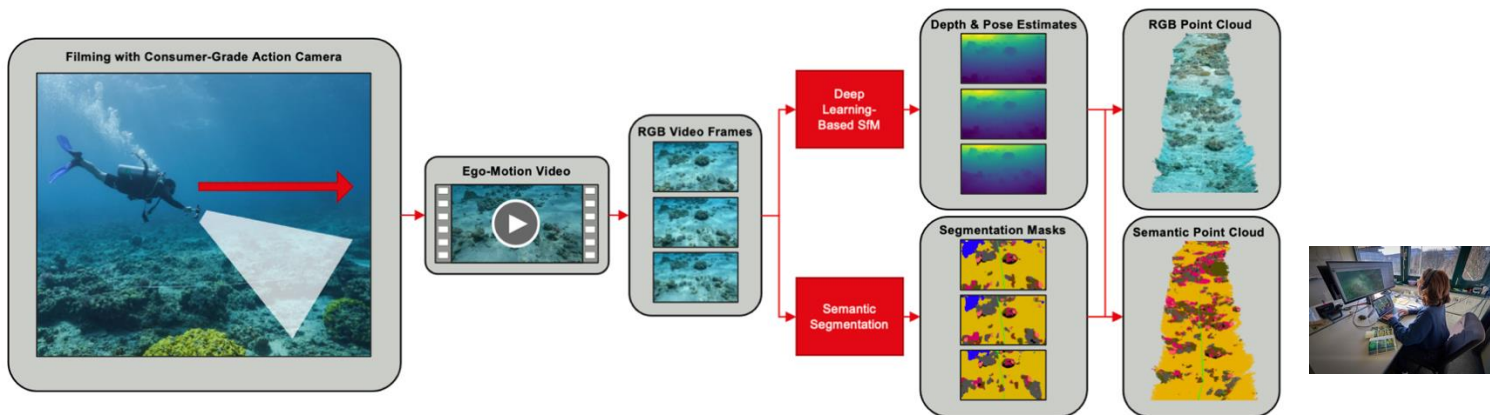 Filming with Consumer-Grade Action Camera
Ego-Motion Video
RGB Video Frames
Deep
Learning-
Based SfM
Semantic
Segmentation
Depth & Pose Estimates
Segmentation Masks
RGB Point Cloud
Semantic Point Cloud